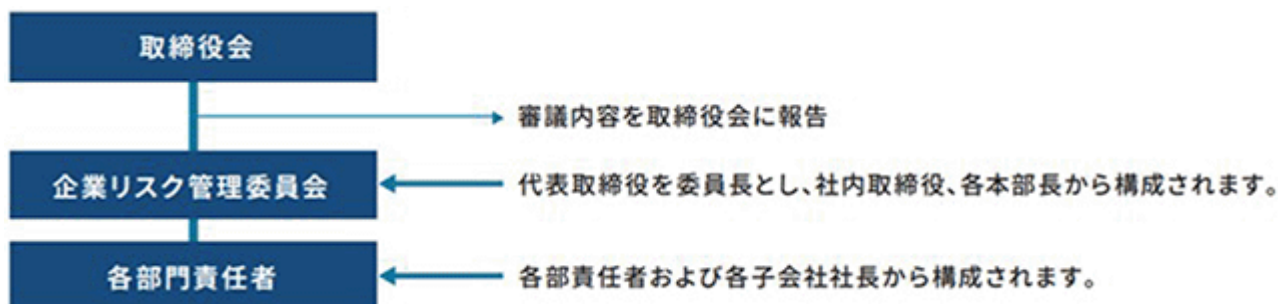 取締役会
審議内容を取締役会に報告
企業リスク管理委員会
代表取締役を委員長とし、社内取締役、各本部長から構成されます。
各部門責任者
各部責任者および各子会社社長から構成されます。